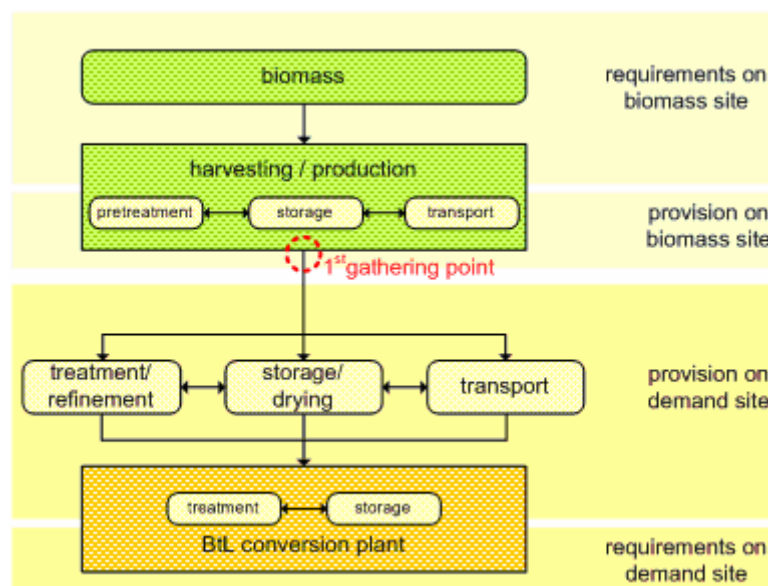 biomass
requirements on
biomass site
harvesting / production
pretreatment
storage
transport
provision on
biomass site
1st gathering point
treatment/
refinement
storage/
drying
transport
provision on
demand site
treatment
storage
BtL conversion plant
requirements on
demand site